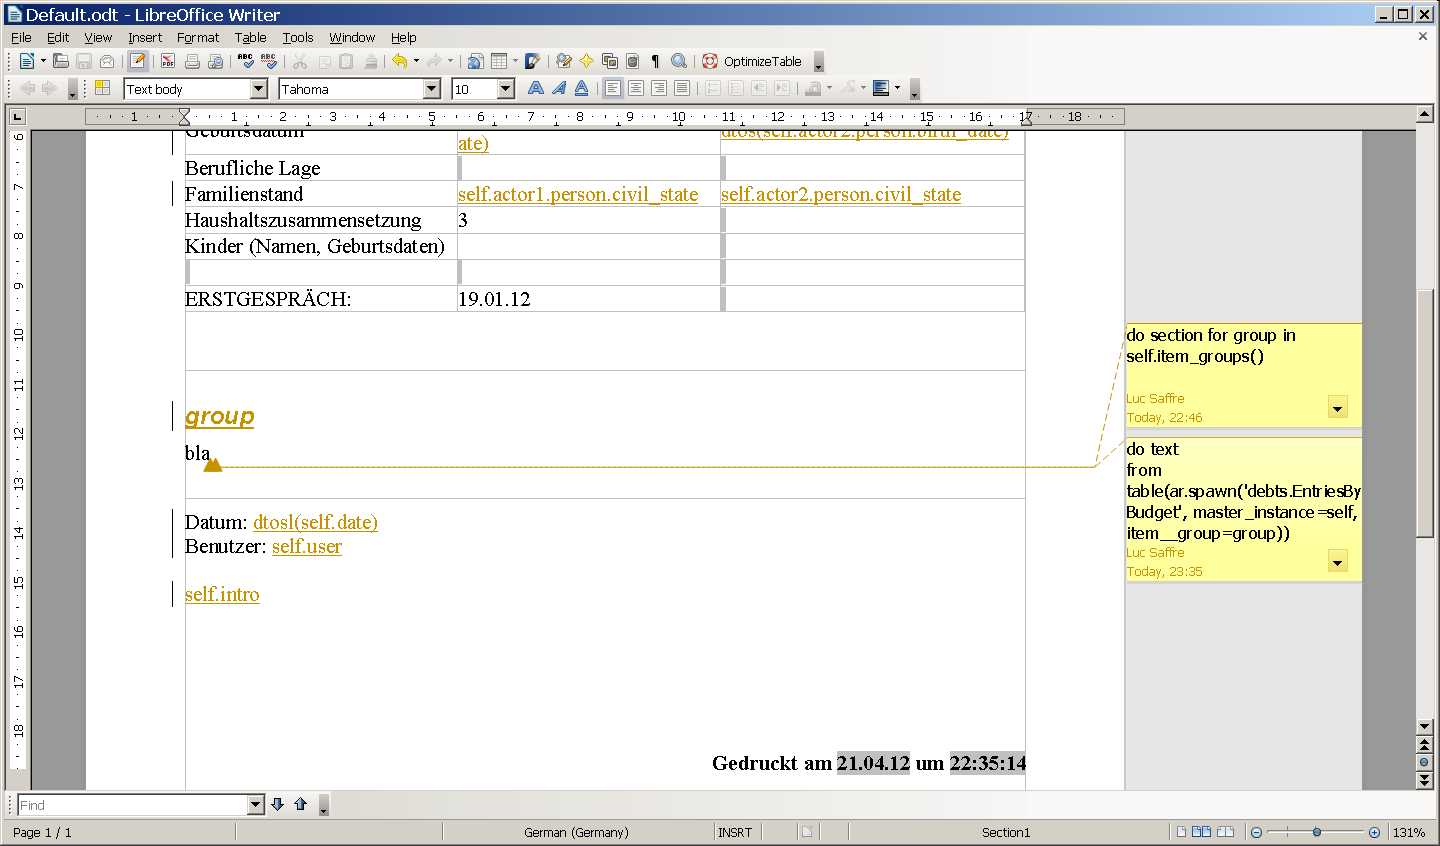 Default.odt - LibreOffice Writer
File Edit View Insert Format Table Tools Window Help
OptimizeTable
Text body Tahoma 10
1 1 2 3 4 5 6 7 8 9 10 11 12 13 14 15 16 17 18
6 7 8 9 10 11 12 13 14 15 16 17 18
Geburtsdatum
ate)
dtos(self.actor2.person.birth_date)
Berufliche Lage
Familienstand self.actor1.person.civil_state self.actor2.person.civil_state
Haushaltszusammensetzung 3
Kinder (Namen, Geburtsdaten)
ERSTGESPRÄCH: 19.01.12
group
bla
Datum: dtosl(self.date)
Benutzer: self.user
self.intro
Gedruckt am 21.04.12 um 22:35:14
do section for group in
self.item_groups()
Luc Saffre
Today, 22:46
do text
from
table(ar.spawn('debts.EntriesBy
Budget', master_instance=self,
item__group=group))
Luc Saffre
Today, 23:35
Find
Page 1 / 1 German (Germany) INSRT Section1 131%